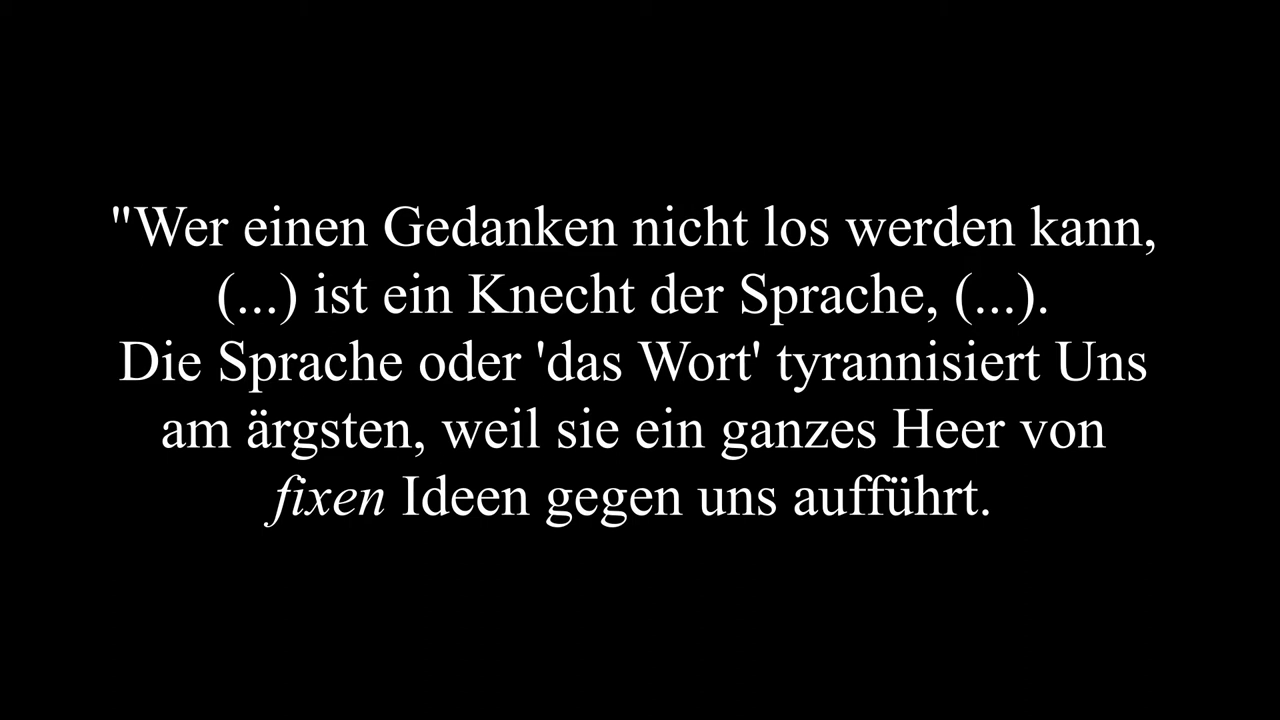 "Wer einen Gedanken nicht los werden kann,
(...) ist ein Knecht der Sprache, (...).
Die Sprache oder 'das Wort' tyrannisiert Uns
am ärgsten, weil sie ein ganzes Heer von
fixen Ideen gegen uns aufführt.